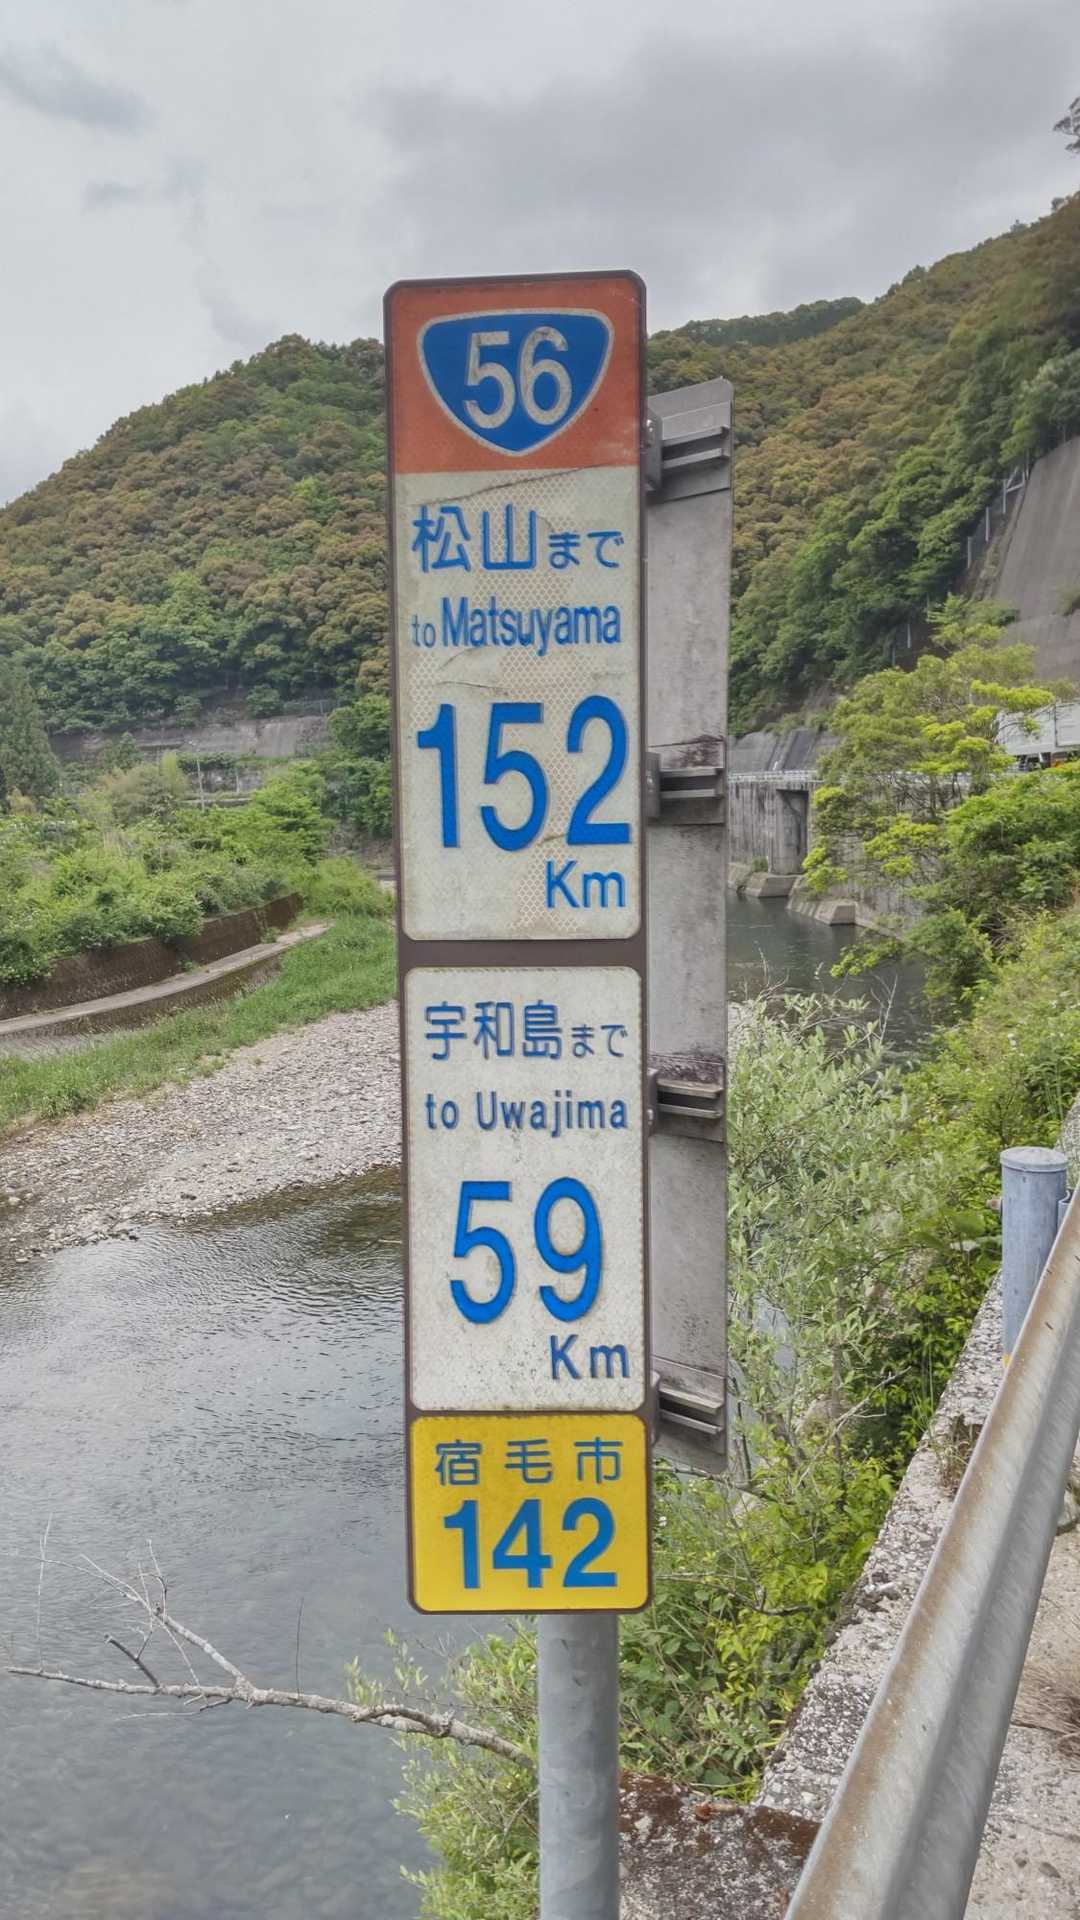 56
松山まで
to Matsuyama
152
Km
宇和島まで
to Uwajima
59
Km
宿毛市
142